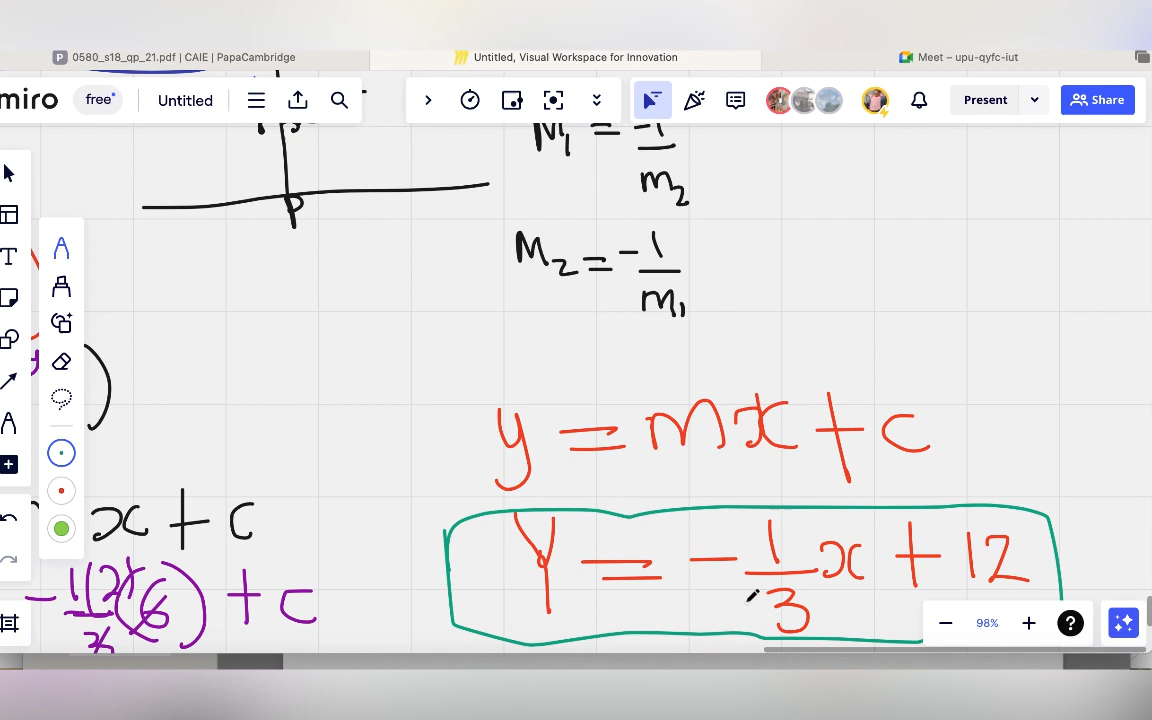 0580_s18_qp_21.pdf | CAIE | PapaCambridge
Untitled, Visual Workspace for Innovation
Meet – upu-qyfc-iut
miro
free
Untitled
Present
Share
M₁ = -1/m₂
M₂ = -1/m₁
y = mx + c
Y = -1/3 x + 12
x + c
(6) + c
98%